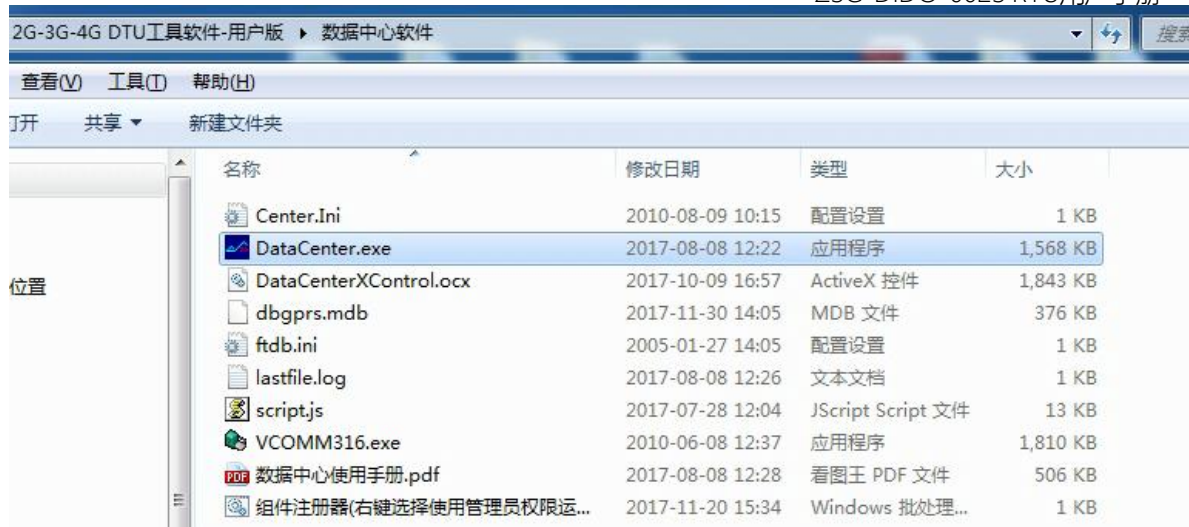 2G-3G-4G DTU工具软件-用户版 ▸ 数据中心软件
查看(V) 工具(T) 帮助(H)
共享 新建文件夹
名称 修改日期 类型 大小
Center.Ini 2010-08-09 10:15 配置设置 1 KB
DataCenter.exe 2017-08-08 12:22 应用程序 1,568 KB
位置 DataCenterXControl.ocx 2017-10-09 16:57 ActiveX 控件 1,843 KB
dbgprs.mdb 2017-11-30 14:05 MDB 文件 376 KB
ftdb.ini 2005-01-27 14:05 配置设置 1 KB
lastfile.log 2017-08-08 12:26 文本文档 1 KB
script.js 2017-07-28 12:04 JScript Script 文件 13 KB
VCOMM316.exe 2010-06-08 12:37 应用程序 1,810 KB
PDF 数据中心使用手册.pdf 2017-08-08 12:28 看图王 PDF 文件 506 KB
组件注册器(右键选择使用管理员权限运... 2017-11-20 15:34 Windows 批处理... 1 KB